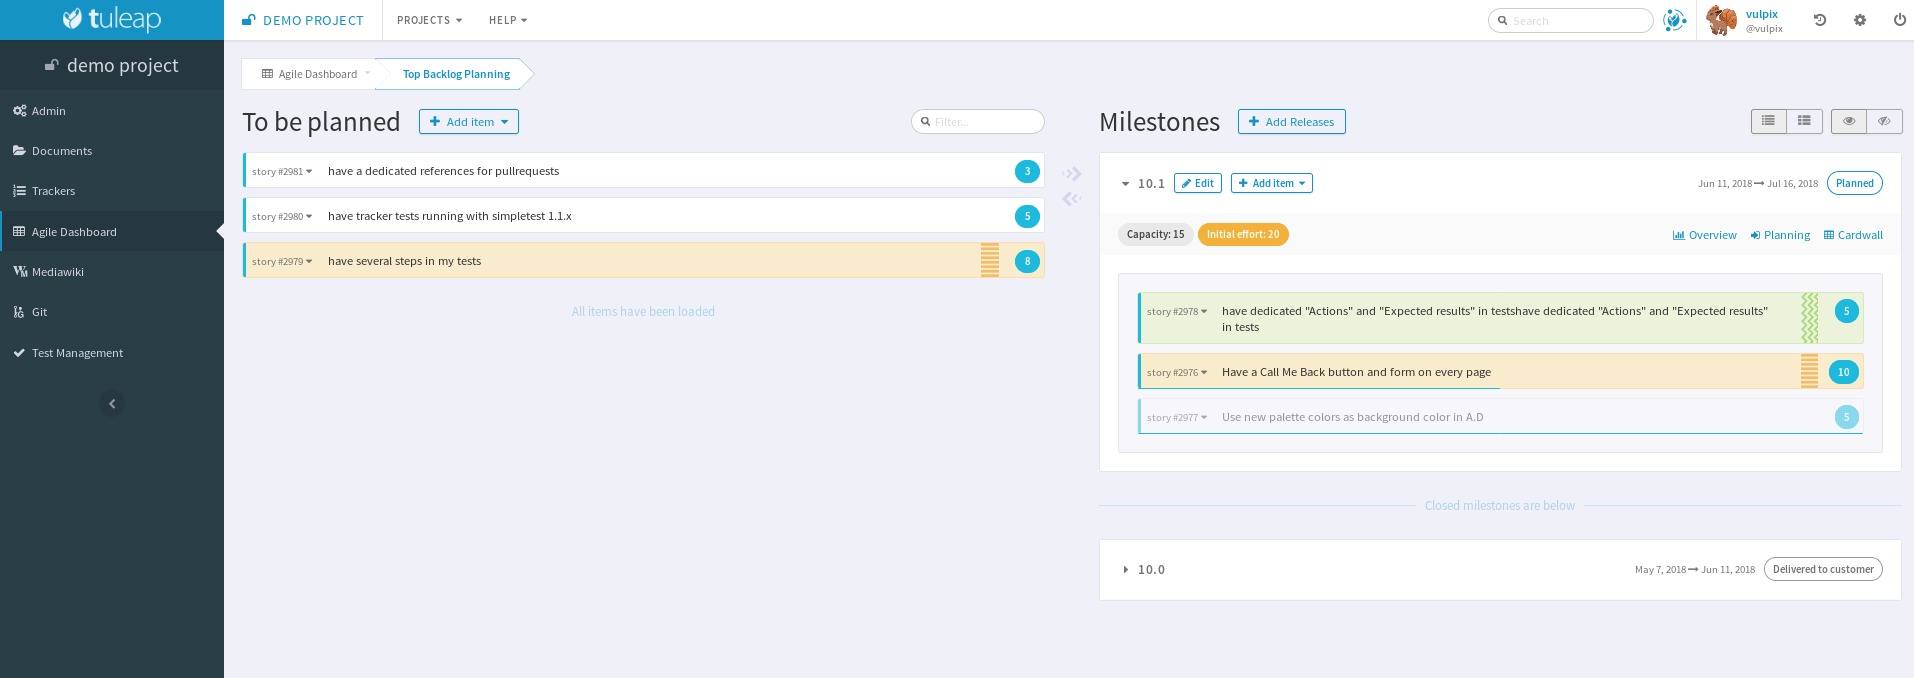 tuleap
DEMO PROJECT
PROJECTS
HELP
Search
vulpix
@vulpix
demo project
Admin
Documents
Trackers
Agile Dashboard
Mediawiki
Git
Test Management
Agile Dashboard
Top Backlog Planning
To be planned
Add item
Filter...
story #2981 have a dedicated references for pullrequests 3
story #2980 have tracker tests running with simpletest 1.1.x 5
story #2979 have several steps in my tests 8
All items have been loaded
Milestones
Add Releases
10.1 Edit Add item Jun 11, 2018 Jul 16, 2018 Planned
Capacity: 15 Initial effort: 20 Overview Planning Cardwall
story #2978 have dedicated "Actions" and "Expected results" in testshave dedicated "Actions" and "Expected results" 5
in tests
story #2976 Have a Call Me Back button and form on every page 10
story #2977 Use new palette colors as background color in A.D 5
Closed milestones are below
10.0 May 7, 2018 Jun 11, 2018 Delivered to customer